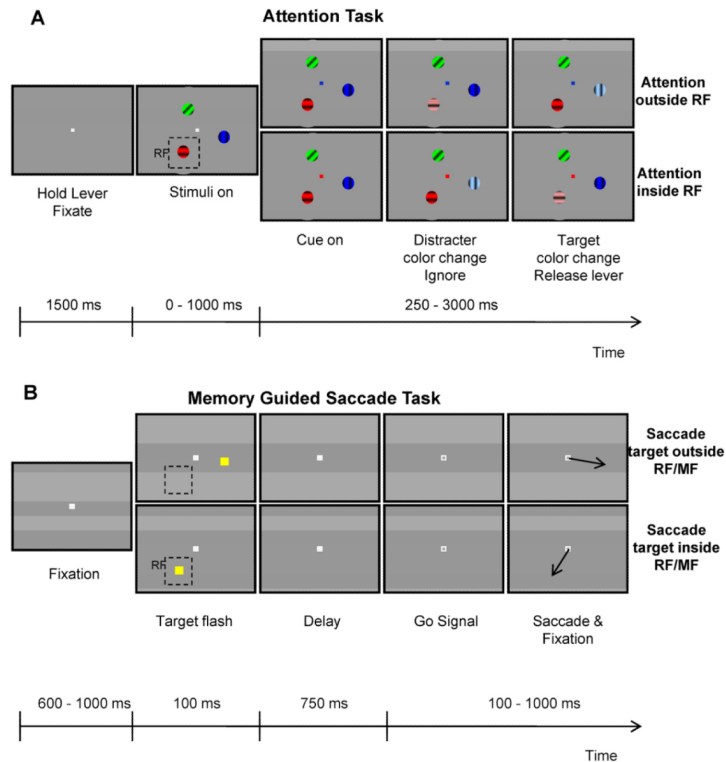 A
Attention Task
RF
Attention
outside RF
Attention
inside RF
Hold Lever
Fixate
Stimuli on
Cue on
Distracter
color change
Ignore
Target
color change
Release lever
1500 ms
0 - 1000 ms
250 - 3000 ms
Time
B
Memory Guided Saccade Task
Saccade
target outside
RF/MF
RF
Saccade
target inside
RF/MF
Fixation
Target flash
Delay
Go Signal
Saccade &
Fixation
600 - 1000 ms
100 ms
750 ms
100 - 1000 ms
Time